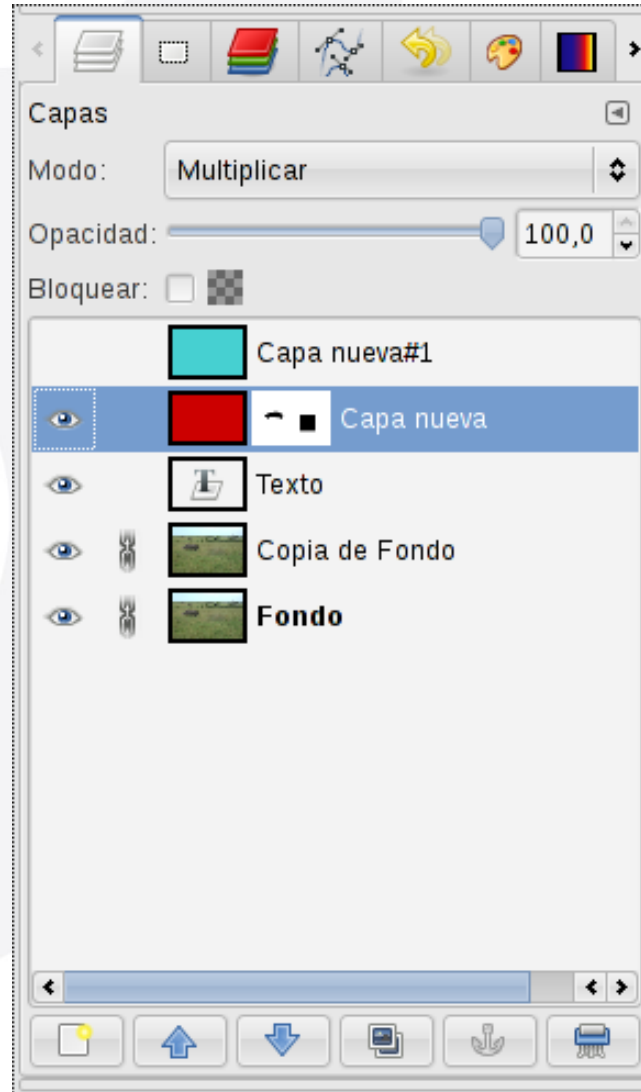 Capas
Modo: Multiplicar
Opacidad: 100,0
Bloquear:
Capa nueva#1
Capa nueva
Texto
Copia de Fondo
Fondo